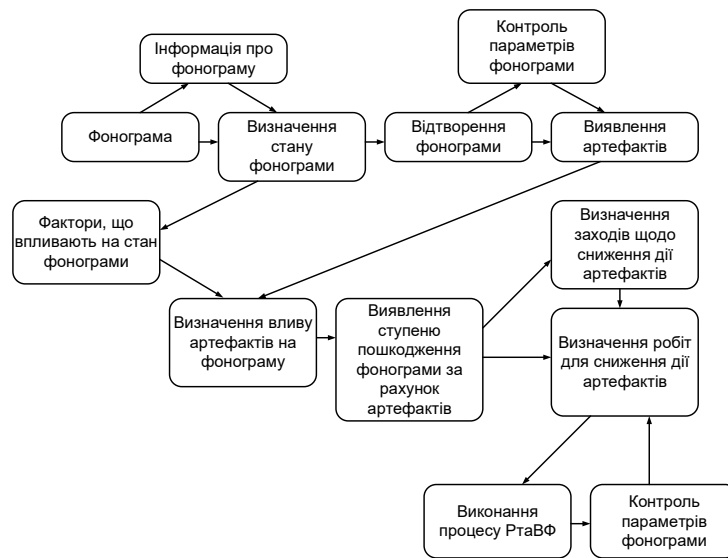 Інформація про
фонограму
Контроль
параметрів
фонограми
Фонограма
Визначення
стану
фонограми
Відтворення
фонограми
Виявлення
артефактів
Фактори, що
впливають на стан
фонограми
Визначення
заходів щодо
сниження дії
артефактів
Визначення вливу
артефактів на
фонограму
Виявлення
ступеню
пошкодження
фонограми за
рахунок
артефактів
Визначення робіт
для сниження дії
артефактів
Виконання
процесу РтаВФ
Контроль
параметрів
фонограми